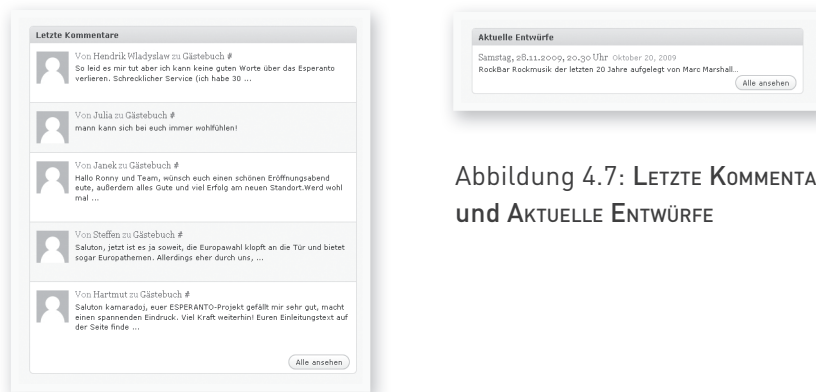 Letzte Kommentare
Von Hendrik Wladyslaw zu Gästebuch #
So leid es mir tut aber ich kann keine guten Worte über das Esperanto
verlieren. Schrecklicher Service (ich habe 30 ...
Von Julia zu Gästebuch #
mann kann sich bei euch immer wohlfühlen!
Von Janek zu Gästebuch #
Hallo Ronny und Team, wünsch euch einen schönen Eröffnungsabend
eute, außerdem alles Gute und viel Erfolg am neuen Standort.Werd wohl
mal ...
Von Steffen zu Gästebuch #
Saluton, jetzt ist es ja soweit, die Europawahl klopft an die Tür und bietet
sogar Europathemen. Allerdings eher durch uns, ...
Von Hartmut zu Gästebuch #
Saluton kamaradoj, euer ESPERANTO-Projekt gefällt mir sehr gut, macht
einen spannenden Eindruck. Viel Kraft weiterhin! Euren Einleitungstext auf
der Seite finde ...
Alle ansehen
Aktuelle Entwürfe
Samstag, 28.11.2009, 20.30 Uhr Oktober 20, 2009
RockBar Rockmusik der letzten 20 Jahre aufgelegt von Marc Marshall...
Alle ansehen
Abbildung 4.7: LETZTE KOMMENTA
und AKTUELLE ENTWÜRFE